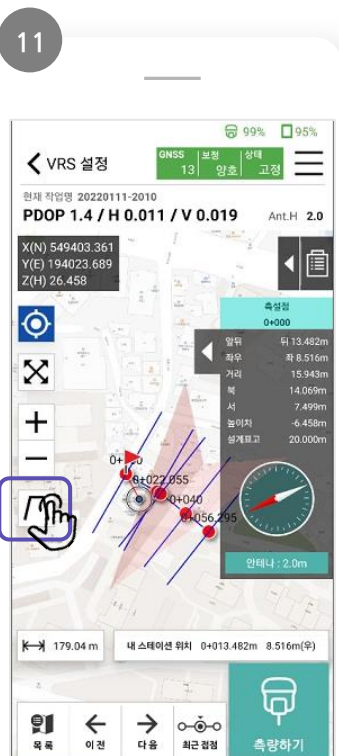 11
99% 95%
VRS 설정
GNSS 보정 상태
13 양호 고정
현재 작업명 20220111-2010
PDOP 1.4 / H 0.011 / V 0.019 Ant.H 2.0
X(N) 549403.361
Y(E) 194023.689
Z(H) 26.458
측설점
0+000
앞뒤 뒤 13.482m
좌우 좌 8.516m
거리 15.943m
북 14.069m
서 7.499m
높이차 -6.458m
설계표고 20.000m
0+022.055
0+040
0+056.295
안테나 : 2.0m
179.04 m
내 스테이션 위치 0+013.482m 8.516m(우)
목록 이전 다음 최근접점 측량하기